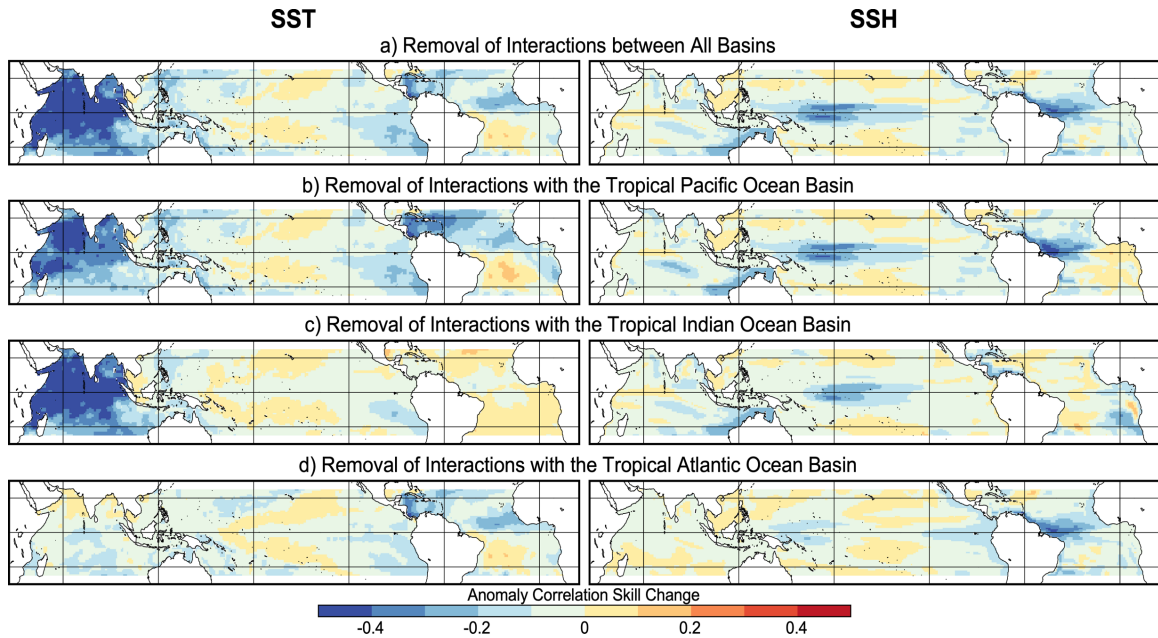 SST
SSH
a) Removal of Interactions between All Basins
b) Removal of Interactions with the Tropical Pacific Ocean Basin
c) Removal of Interactions with the Tropical Indian Ocean Basin
d) Removal of Interactions with the Tropical Atlantic Ocean Basin
Anomaly Correlation Skill Change
-0.4 -0.2 0 0.2 0.4